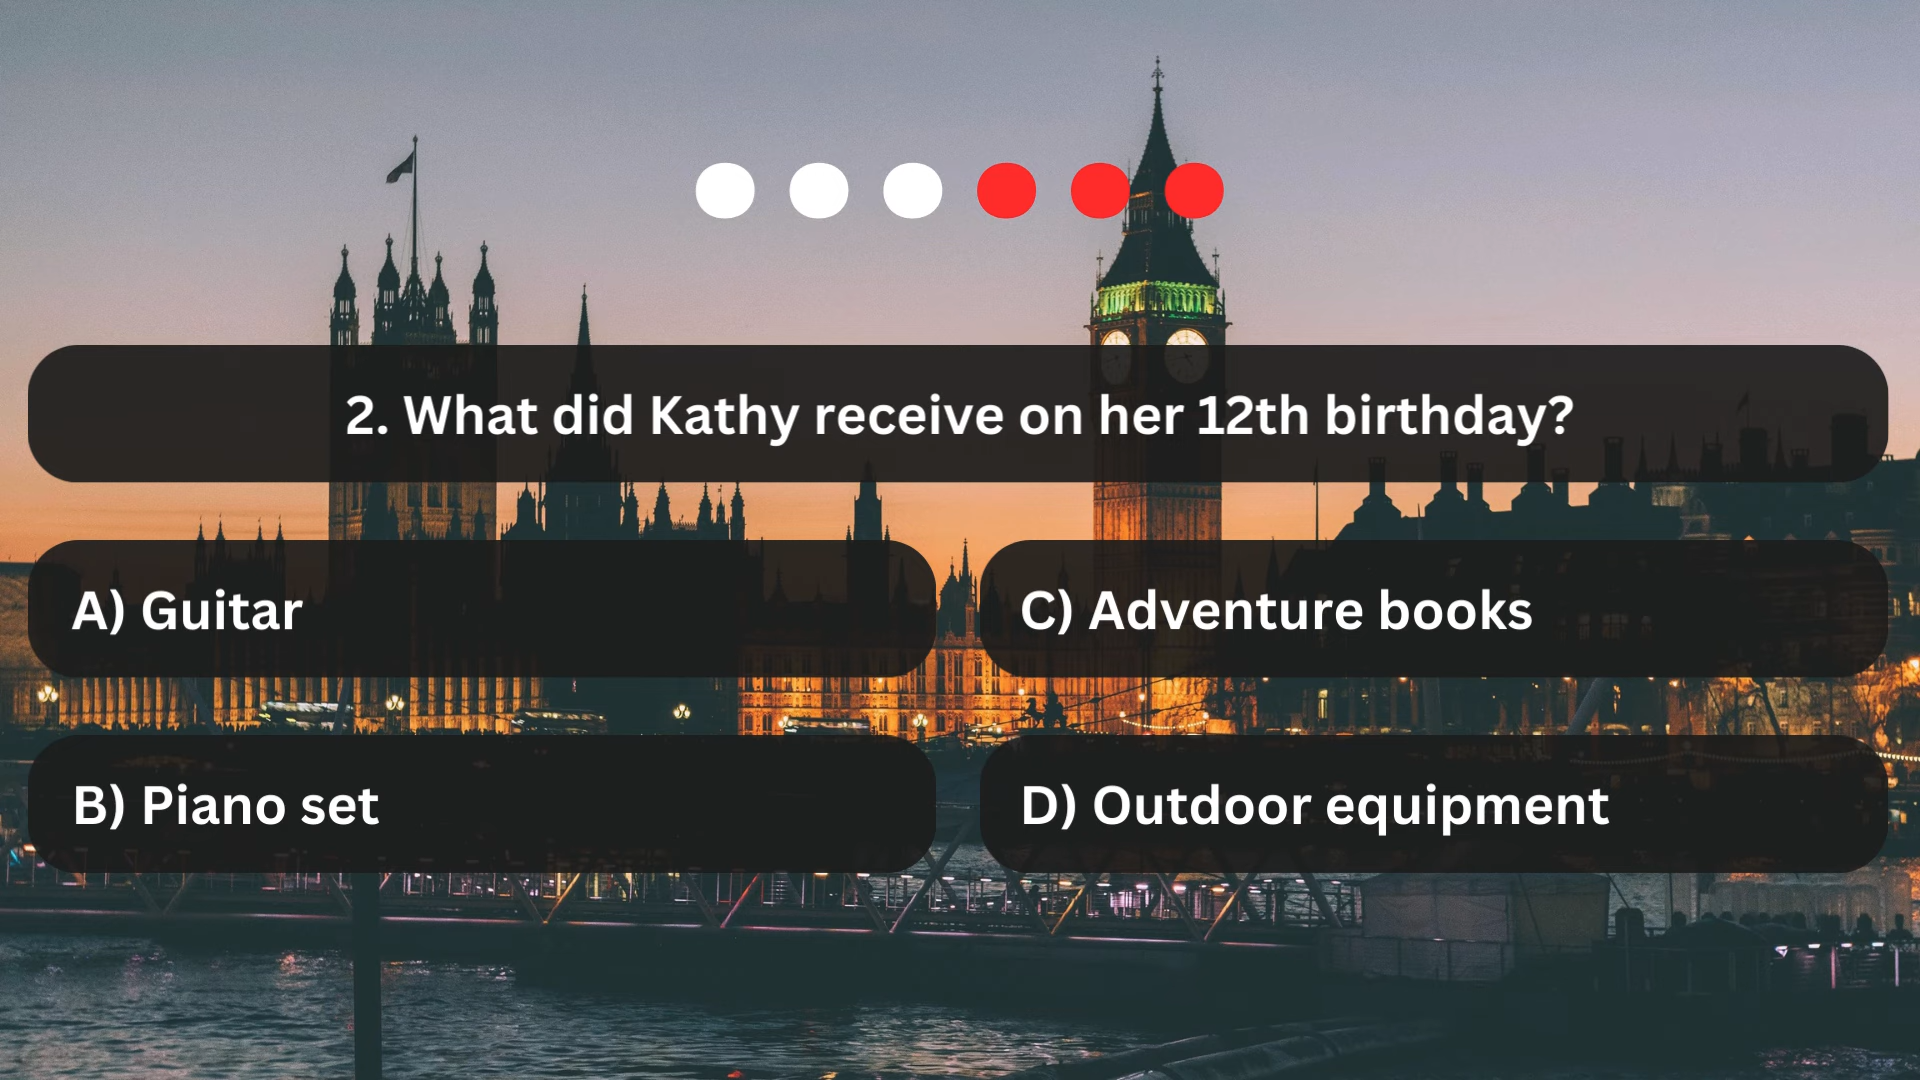 2. What did Kathy receive on her 12th birthday?
A) Guitar
B) Piano set
C) Adventure books
D) Outdoor equipment